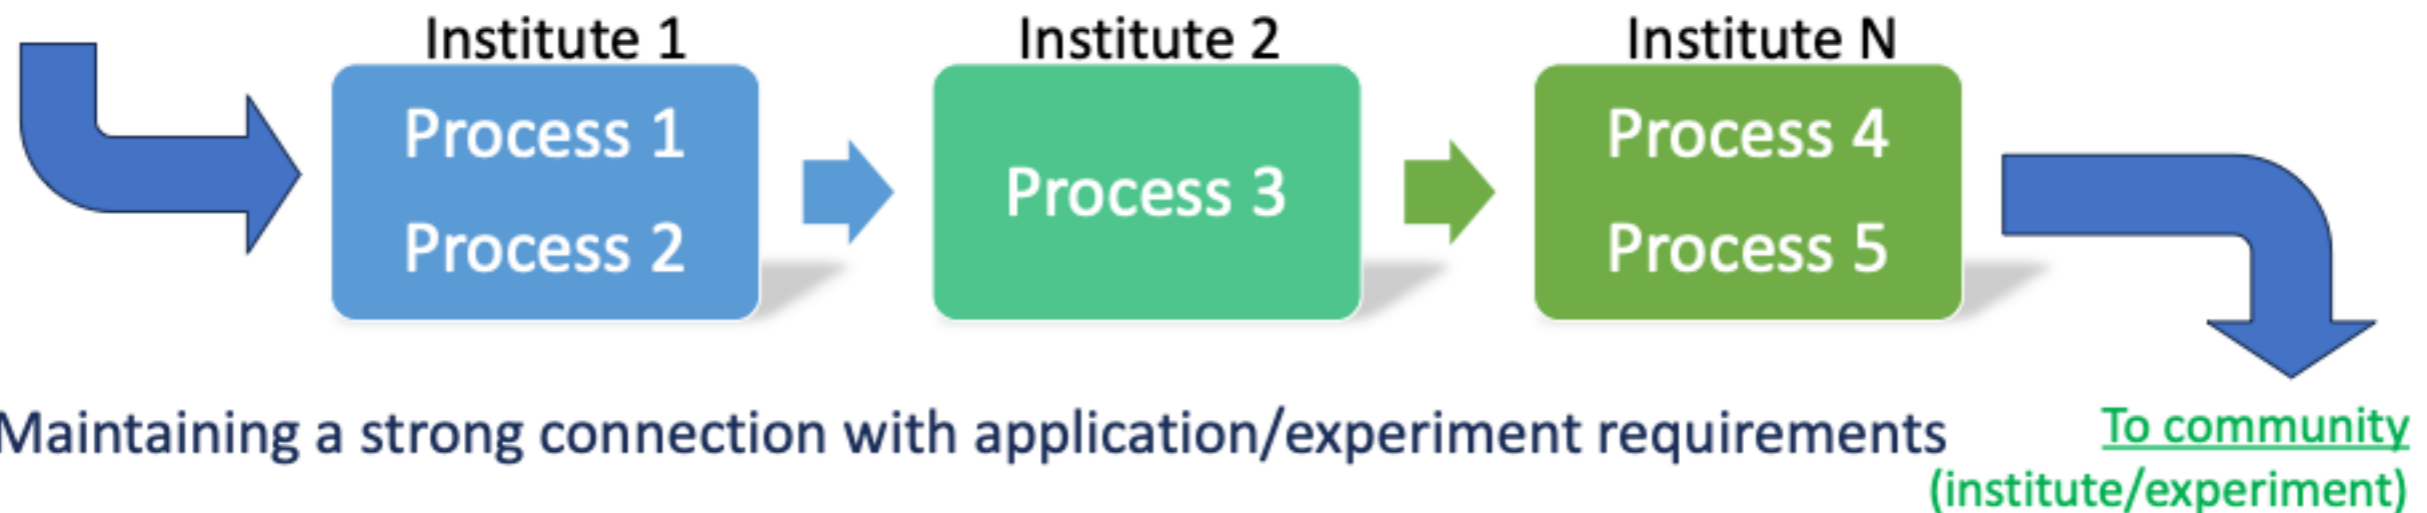 Institute 1
Process 1
Process 2
Institute 2
Process 3
Institute N
Process 4
Process 5
Maintaining a strong connection with application/experiment requirements
To community
(institute/experiment)